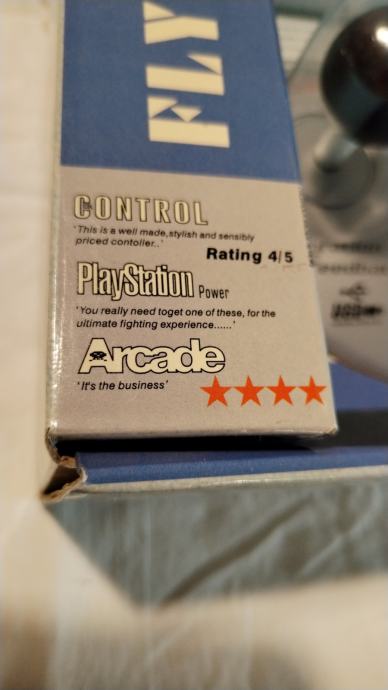 FLY
CONTROL
'This is a well made,stylish and sensibly
priced contoller..'
Rating 4/5
PlayStation Power
'You really need toget one of these, for the
ultimate fighting experience......'
Arcade
'It's the business'